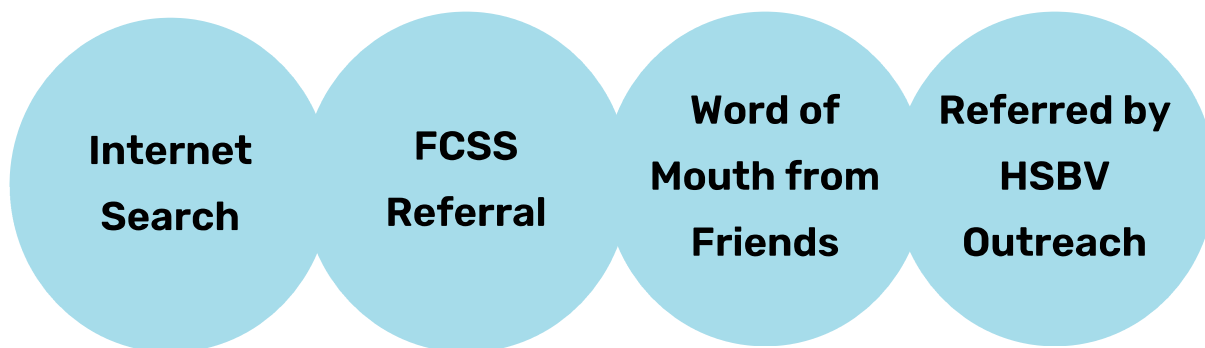 Internet
Search
FCSS
Referral
Word of
Mouth from
Friends
Referred by
HSBV
Outreach